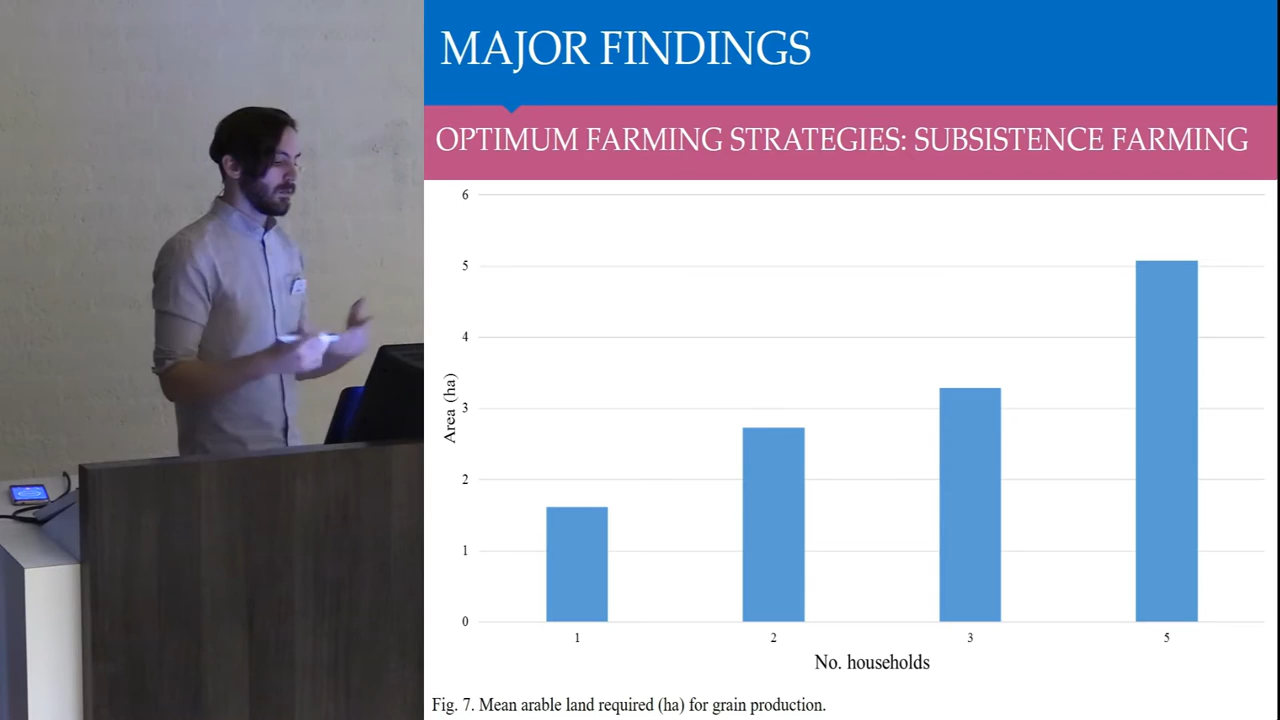 MAJOR FINDINGS
OPTIMUM FARMING STRATEGIES: SUBSISTENCE FARMING
6
5
4
3
2
1
0
Area (ha)
1 2 3 5
No. households
Fig. 7. Mean arable land required (ha) for grain production.